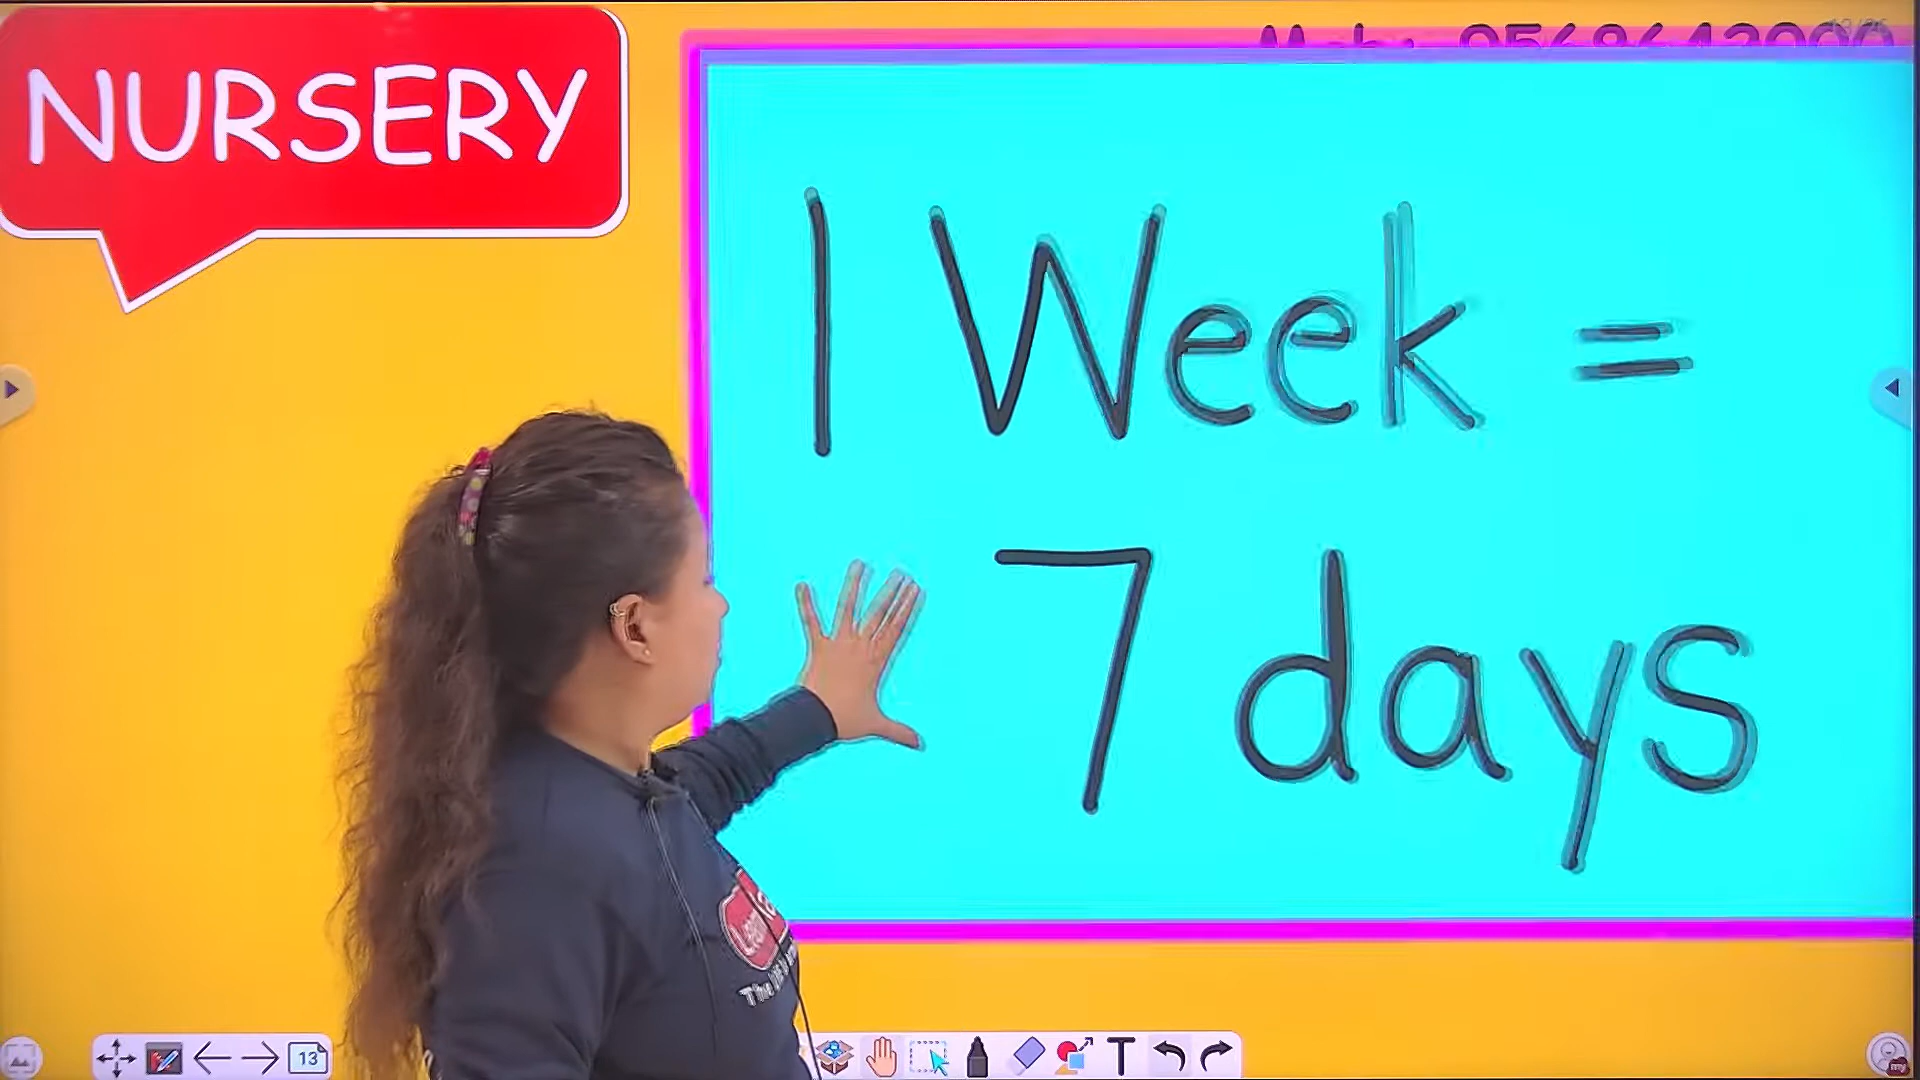 NURSERY
1 Week =
7 days
13
T